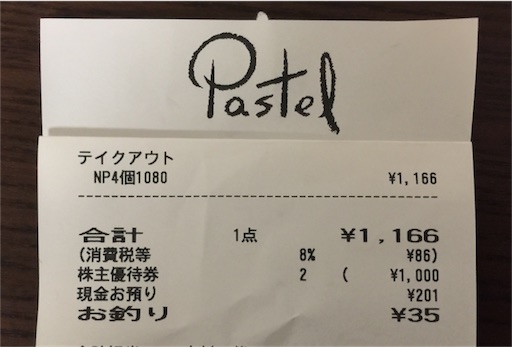 Pastel
テイクアウト
NP4個1080 ¥1,166
合計 1点 ¥1,166
(消費税等 8% ¥86)
株主優待券 2 ( ¥1,000
現金お預り ¥201
お釣り ¥35